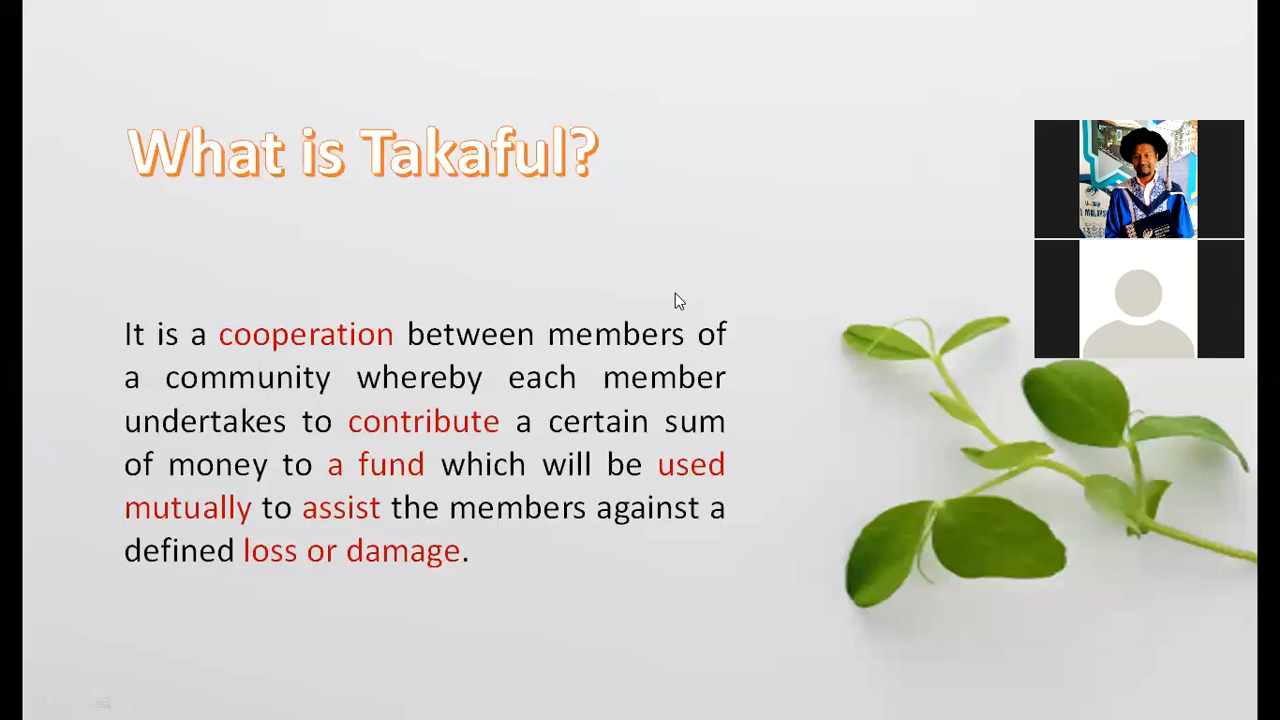 What is Takaful?
It is a cooperation between members of
a community whereby each member
undertakes to contribute a certain sum
of money to a fund which will be used
mutually to assist the members against a
defined loss or damage.